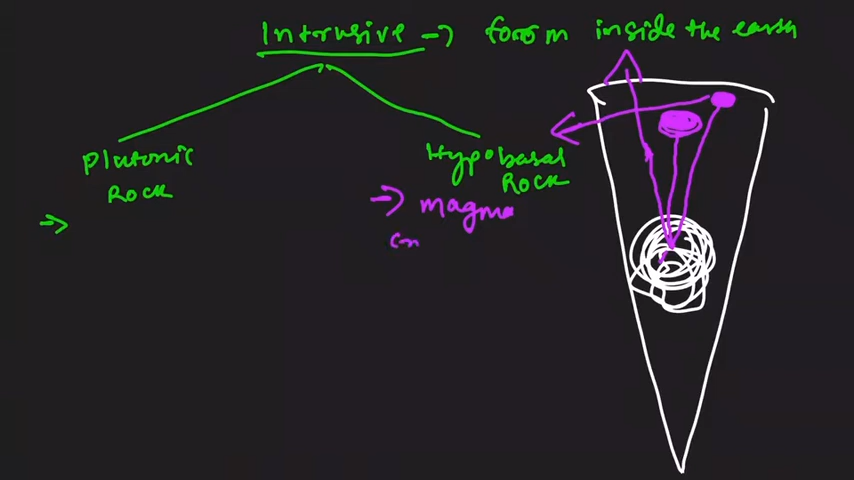 Intrusive → form inside the earth
Plutonic
Rock
Hypobasal
Rock
→ magma
→